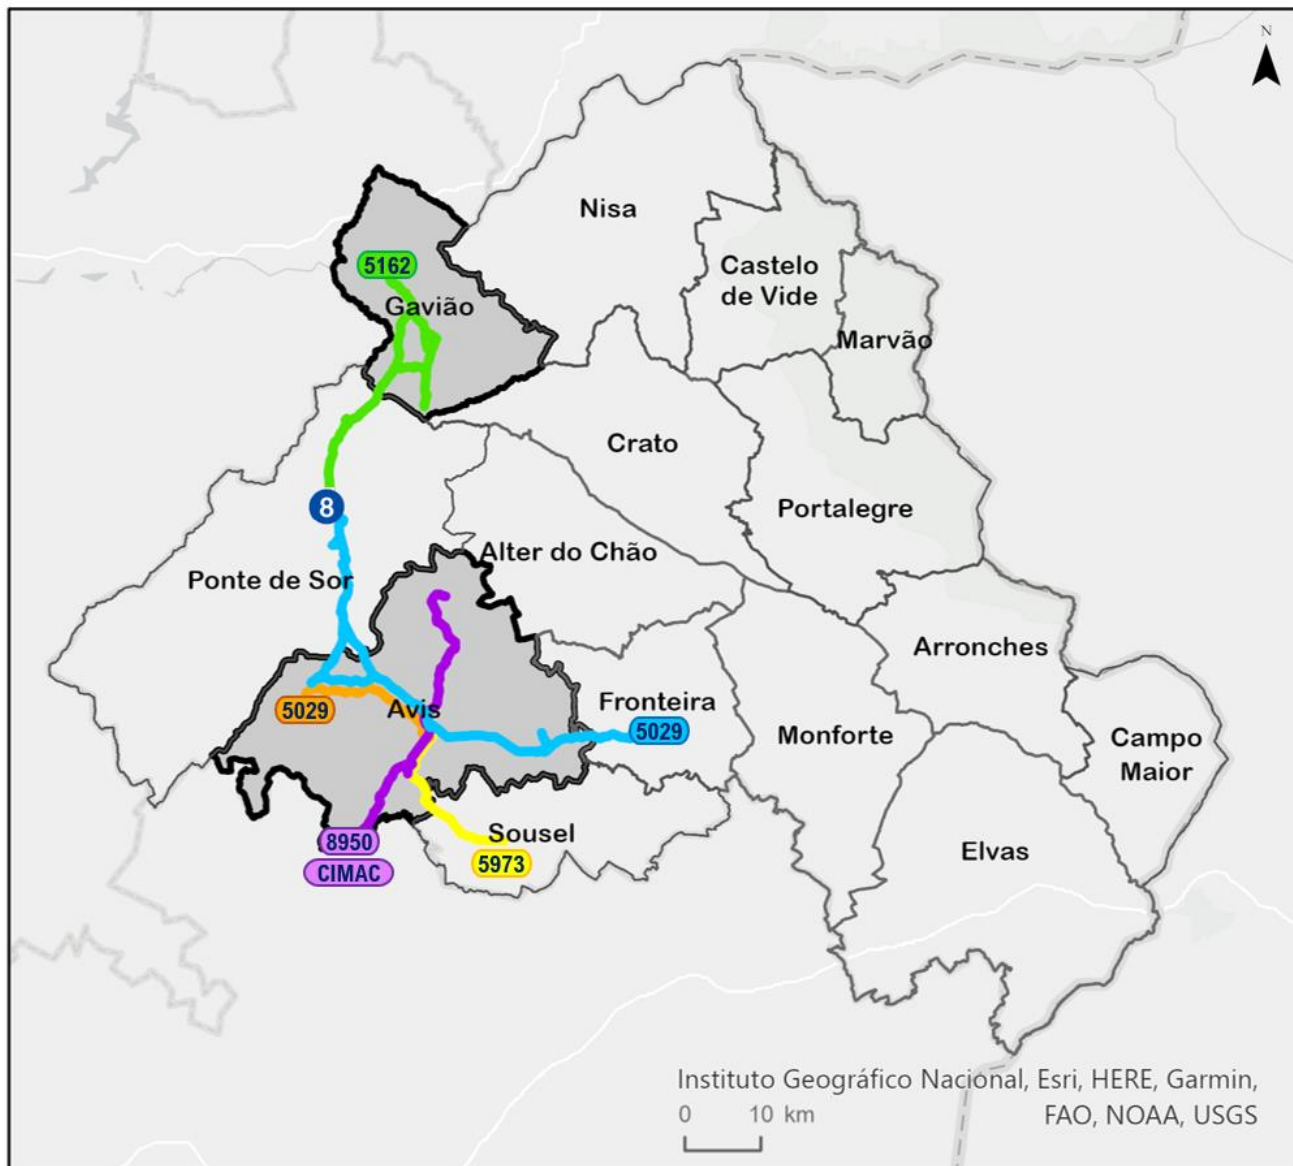 N
Nisa
5162
Castelo
de Vide
Gavião
Marvão
Crato
8
Portalegre
Alter do Chão
Ponte de Sor
Arronches
Fronteira
5029
Avis
5029
Monforte
Campo
Maior
8950
Sousel
CIMAC
5973
Elvas
Instituto Geográfico Nacional, Esri, HERE, Garmin,
FAO, NOAA, USGS
0 10 km